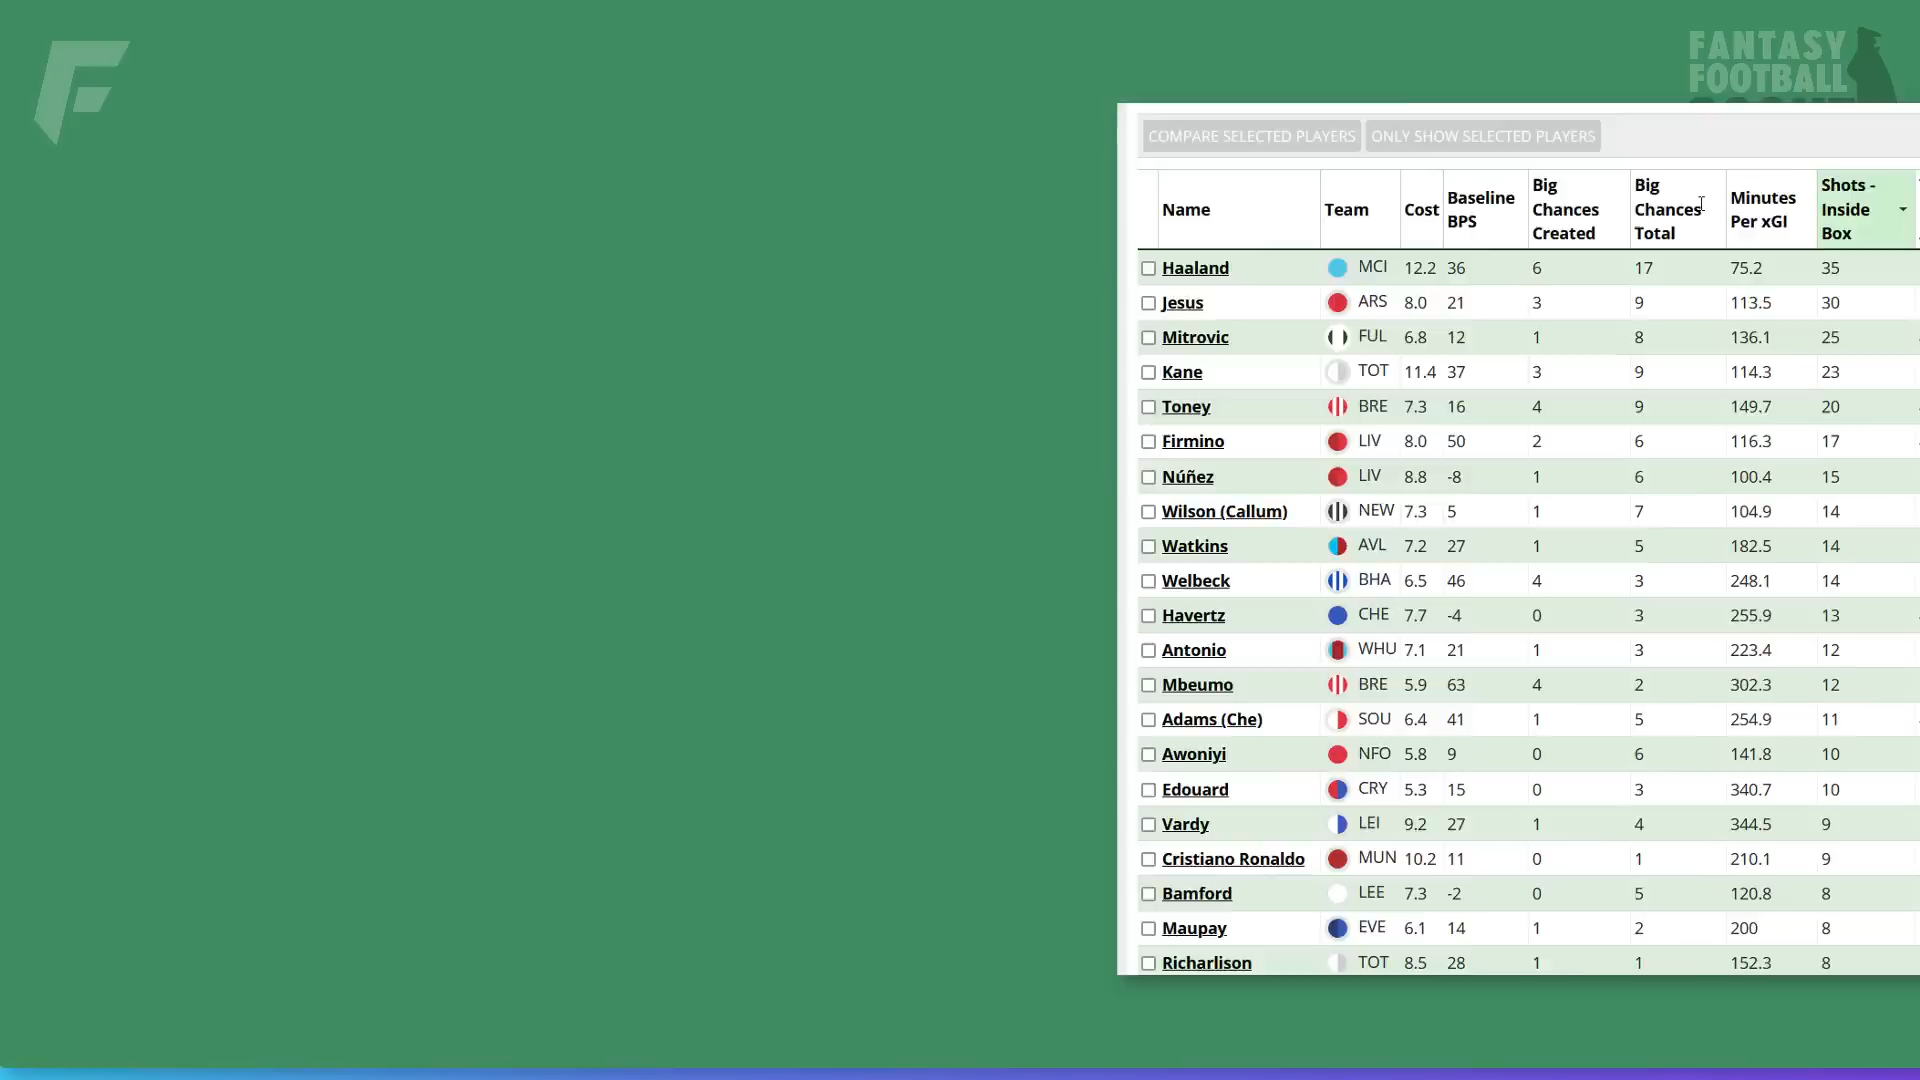 FANTASY
FOOTBALL
COMPARE SELECTED PLAYERS ONLY SHOW SELECTED PLAYERS
Name Team Cost Baseline BPS Big Chances Created Big Chances Total Minutes Per xGI Shots - Inside Box
Haaland MCI 12.2 36 6 17 75.2 35
Jesus ARS 8.0 21 3 9 113.5 30
Mitrovic FUL 6.8 12 1 8 136.1 25
Kane TOT 11.4 37 3 9 114.3 23
Toney BRE 7.3 16 4 9 149.7 20
Firmino LIV 8.0 50 2 6 116.3 17
Núñez LIV 8.8 -8 1 6 100.4 15
Wilson (Callum) NEW 7.3 5 1 7 104.9 14
Watkins AVL 7.2 27 1 5 182.5 14
Welbeck BHA 6.5 46 4 3 248.1 14
Havertz CHE 7.7 -4 0 3 255.9 13
Antonio WHU 7.1 21 1 3 223.4 12
Mbeumo BRE 5.9 63 4 2 302.3 12
Adams (Che) SOU 6.4 41 1 5 254.9 11
Awoniyi NFO 5.8 9 0 6 141.8 10
Edouard CRY 5.3 15 0 3 340.7 10
Vardy LEI 9.2 27 1 4 344.5 9
Cristiano Ronaldo MUN 10.2 11 0 1 210.1 9
Bamford LEE 7.3 -2 0 5 120.8 8
Maupay EVE 6.1 14 1 2 200 8
Richarlison TOT 8.5 28 1 1 152.3 8